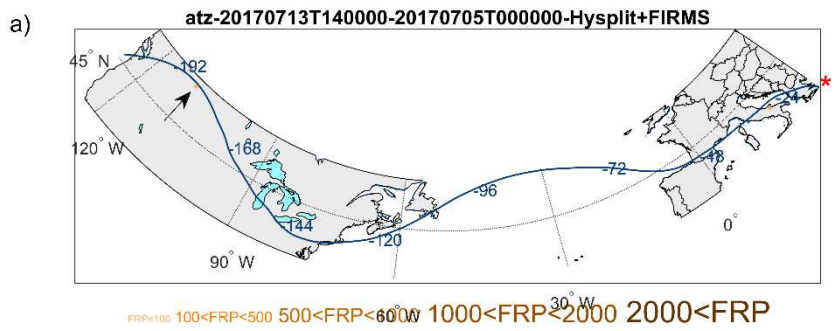 a)
atz-20170713T140000-20170705T000000-Hysplit+FIRMS
45° N
-192
-24
*
120° W
-168
-48
-72
-96
-144
-120
0°
90° W
60° W
30° W
FRP<100 100<FRP<500 500<FRP<1000 1000<FRP<2000 2000<FRP